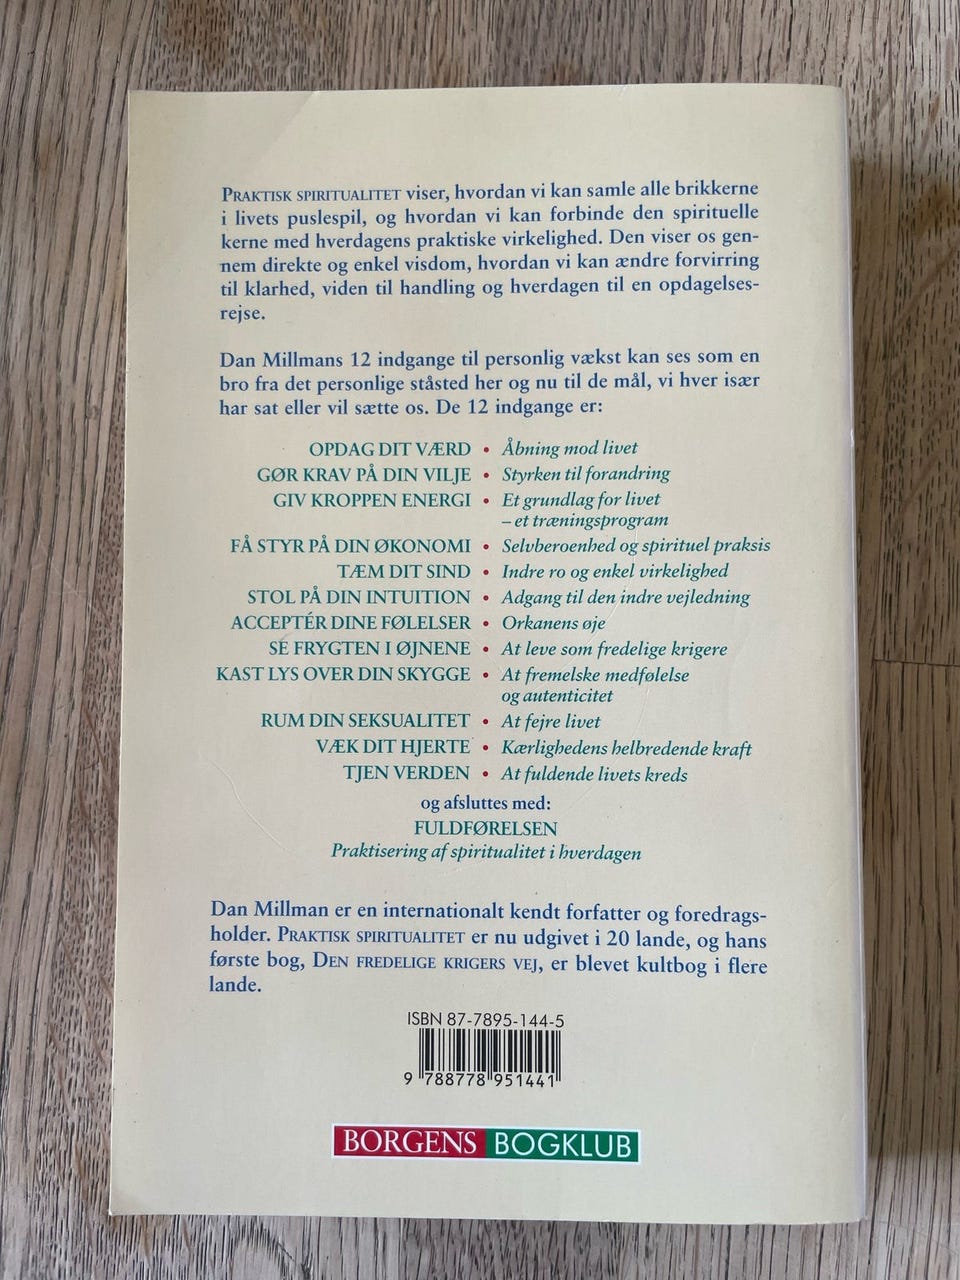 PRAKTISK SPIRITUALITET viser, hvordan vi kan samle alle brikkerne
i livets puslespil, og hvordan vi kan forbinde den spirituelle
kerne med hverdagens praktiske virkelighed. Den viser os gen-
nem direkte og enkel visdom, hvordan vi kan ændre forvirring
til klarhed, viden til handling og hverdagen til en opdagelses-
rejse.
Dan Millmans 12 indgange til personlig vækst kan ses som en
bro fra det personlige ståsted her og nu til de mål, vi hver især
har sat eller vil sætte os. De 12 indgange er:
OPDAG DIT VÆRD • Åbning mod livet
GØR KRAV PÅ DIN VILJE • Styrken til forandring
GIV KROPPEN ENERGI • Et grundlag for livet
– et træningsprogram
FÅ STYR PÅ DIN ØKONOMI • Selvberoenhed og spirituel praksis
TÆM DIT SIND • Indre ro og enkel virkelighed
STOL PÅ DIN INTUITION • Adgang til den indre vejledning
ACCEPTÉR DINE FØLELSER • Orkanens øje
SE FRYGTEN I ØJNENE • At leve som fredelige krigere
KAST LYS OVER DIN SKYGGE • At fremelske medfølelse
og autenticitet
RUM DIN SEKSUALITET • At fejre livet
VÆK DIT HJERTE • Kærlighedens helbredende kraft
TJEN VERDEN • At fuldende livets kreds
og afsluttes med:
FULDFØRELSEN
Praktisering af spiritualitet i hverdagen
Dan Millman er en internationalt kendt forfatter og foredrags-
holder. PRAKTISK SPIRITUALITET er nu udgivet i 20 lande, og hans
første bog, DEN FREDELIGE KRIGERS VEJ, er blevet kultbog i flere
lande.
ISBN 87-7895-144-5
9 788778 951441
BORGENS BOGKLUB